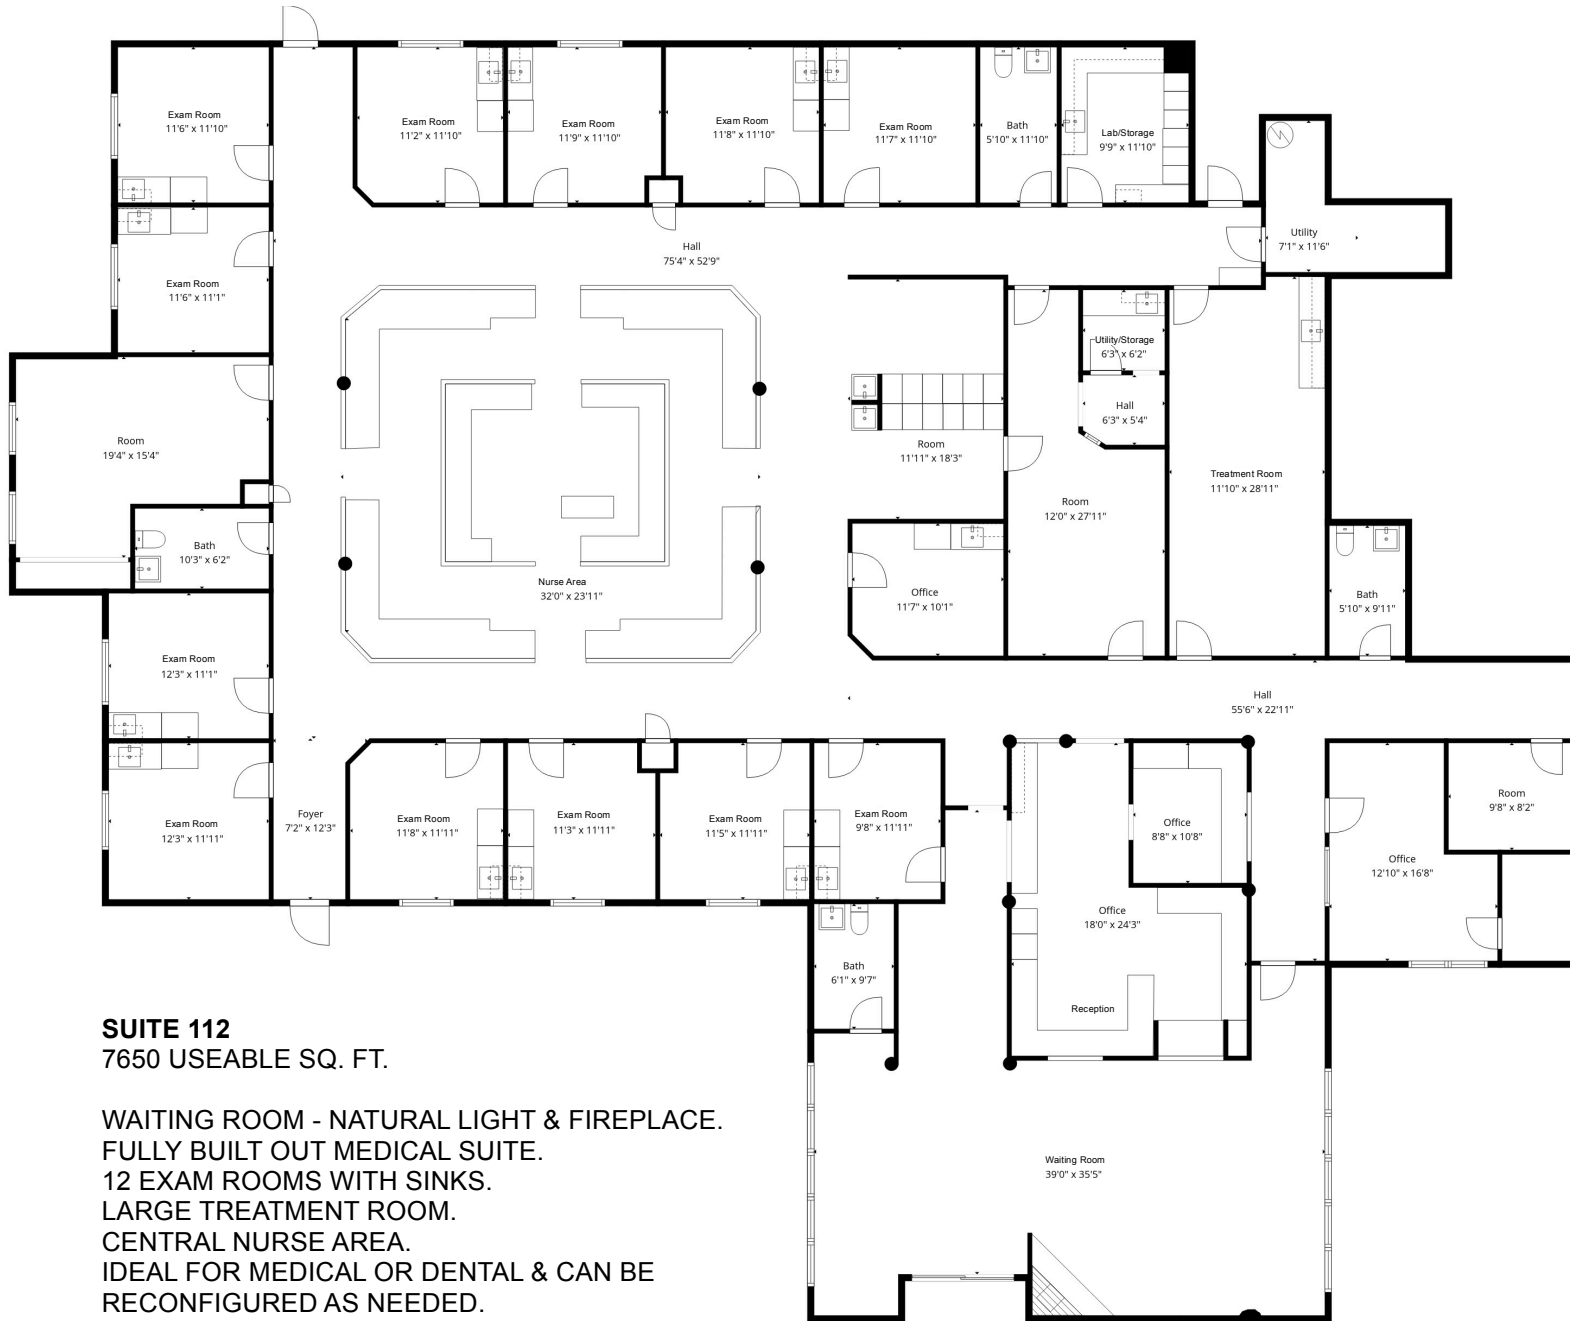 Exam Room
11'6" x 11'10"
Exam Room
11'2" x 11'10"
Exam Room
11'9" x 11'10"
Exam Room
11'8" x 11'10"
Exam Room
11'7" x 11'10"
Bath
5'10" x 11'10"
Lab/Storage
9'9" x 11'10"
Utility
7'1" x 11'6"
Hall
75'4" x 52'9"
Exam Room
11'6" x 11'1"
Utility/Storage
6'3" x 6'2"
Hall
6'3" x 5'4"
Room
19'4" x 15'4"
Room
11'11" x 18'3"
Treatment Room
11'10" x 28'11"
Room
12'0" x 27'11"
Bath
10'3" x 6'2"
Nurse Area
32'0" x 23'11"
Office
11'7" x 10'1"
Bath
5'10" x 9'11"
Exam Room
12'3" x 11'1"
Hall
55'6" x 22'11"
Exam Room
12'3" x 11'11"
Foyer
7'2" x 12'3"
Exam Room
11'8" x 11'11"
Exam Room
11'3" x 11'11"
Exam Room
11'5" x 11'11"
Exam Room
9'8" x 11'11"
Office
8'8" x 10'8"
Room
9'8" x 8'2"
Office
12'10" x 16'8"
Office
18'0" x 24'3"
Bath
6'1" x 9'7"
Reception
Waiting Room
39'0" x 35'5"
SUITE 112
7650 USEABLE SQ. FT.
WAITING ROOM - NATURAL LIGHT & FIREPLACE.
FULLY BUILT OUT MEDICAL SUITE.
12 EXAM ROOMS WITH SINKS.
LARGE TREATMENT ROOM.
CENTRAL NURSE AREA.
IDEAL FOR MEDICAL OR DENTAL & CAN BE
RECONFIGURED AS NEEDED.